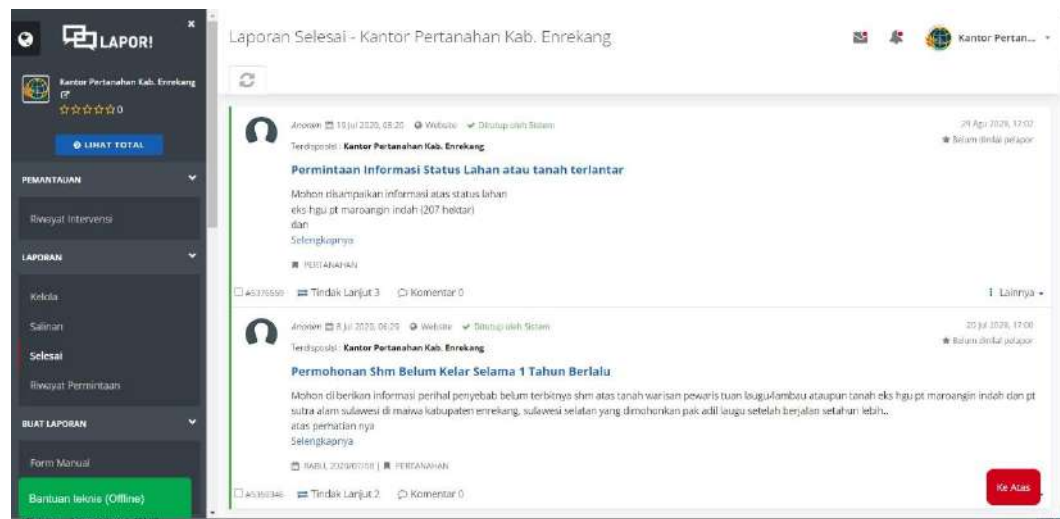 LAPOR!
×
Laporan Selesai - Kantor Pertanahan Kab. Enrekang
Kantor Pertan...
Kantor Pertanahan Kab. Enrekang
0
LIHAT TOTAL
PEMANTAUAN
Riwayat Intervensi
LAPORAN
Kelola
Salinan
Selesai
Riwayat Permintaan
BUAT LAPORAN
Form Manual
Bantuan teknis (Offline)
Anonim Jul 2020, Website Ditutup oleh Sistem
29 Agu 2020, 17:02
Terdisposisi : Kantor Pertanahan Kab. Enrekang
Belum dinilai pelapor
Permintaan Informasi Status Lahan atau tanah terlantar
Mohon disampaikan informasi atas status lahan
eks hgu pt maroangin indah (207 hektar)
dan
Selengkapnya
PERTANAHAN
Tindak Lanjut 3 Komentar 0
Lainnya
Anonim 8 Jul 2020, 06:29 Website Ditutup oleh Sistem
20 Jul 2020, 17:00
Terdisposisi : Kantor Pertanahan Kab. Enrekang
Belum dinilai pelapor
Permohonan Shm Belum Kelar Selama 1 Tahun Berlalu
Mohon di berikan informasi perihal penyebab belum terbitnya shm atas tanah warisan pewaris tuan laugu/lambau ataupun tanah eks hgu pt maroangin indah dan pt
sutra alam sulawesi di maiwa kabupaten enrekang, sulawesi selatan yang dimohonkan pak adil laugu setelah berjalan setahun lebih..
atas perhatian nya
Selengkapnya
RABU, 2020/07/08 | PERTANAHAN
Tindak Lanjut 2 Komentar 0
Ke Atas